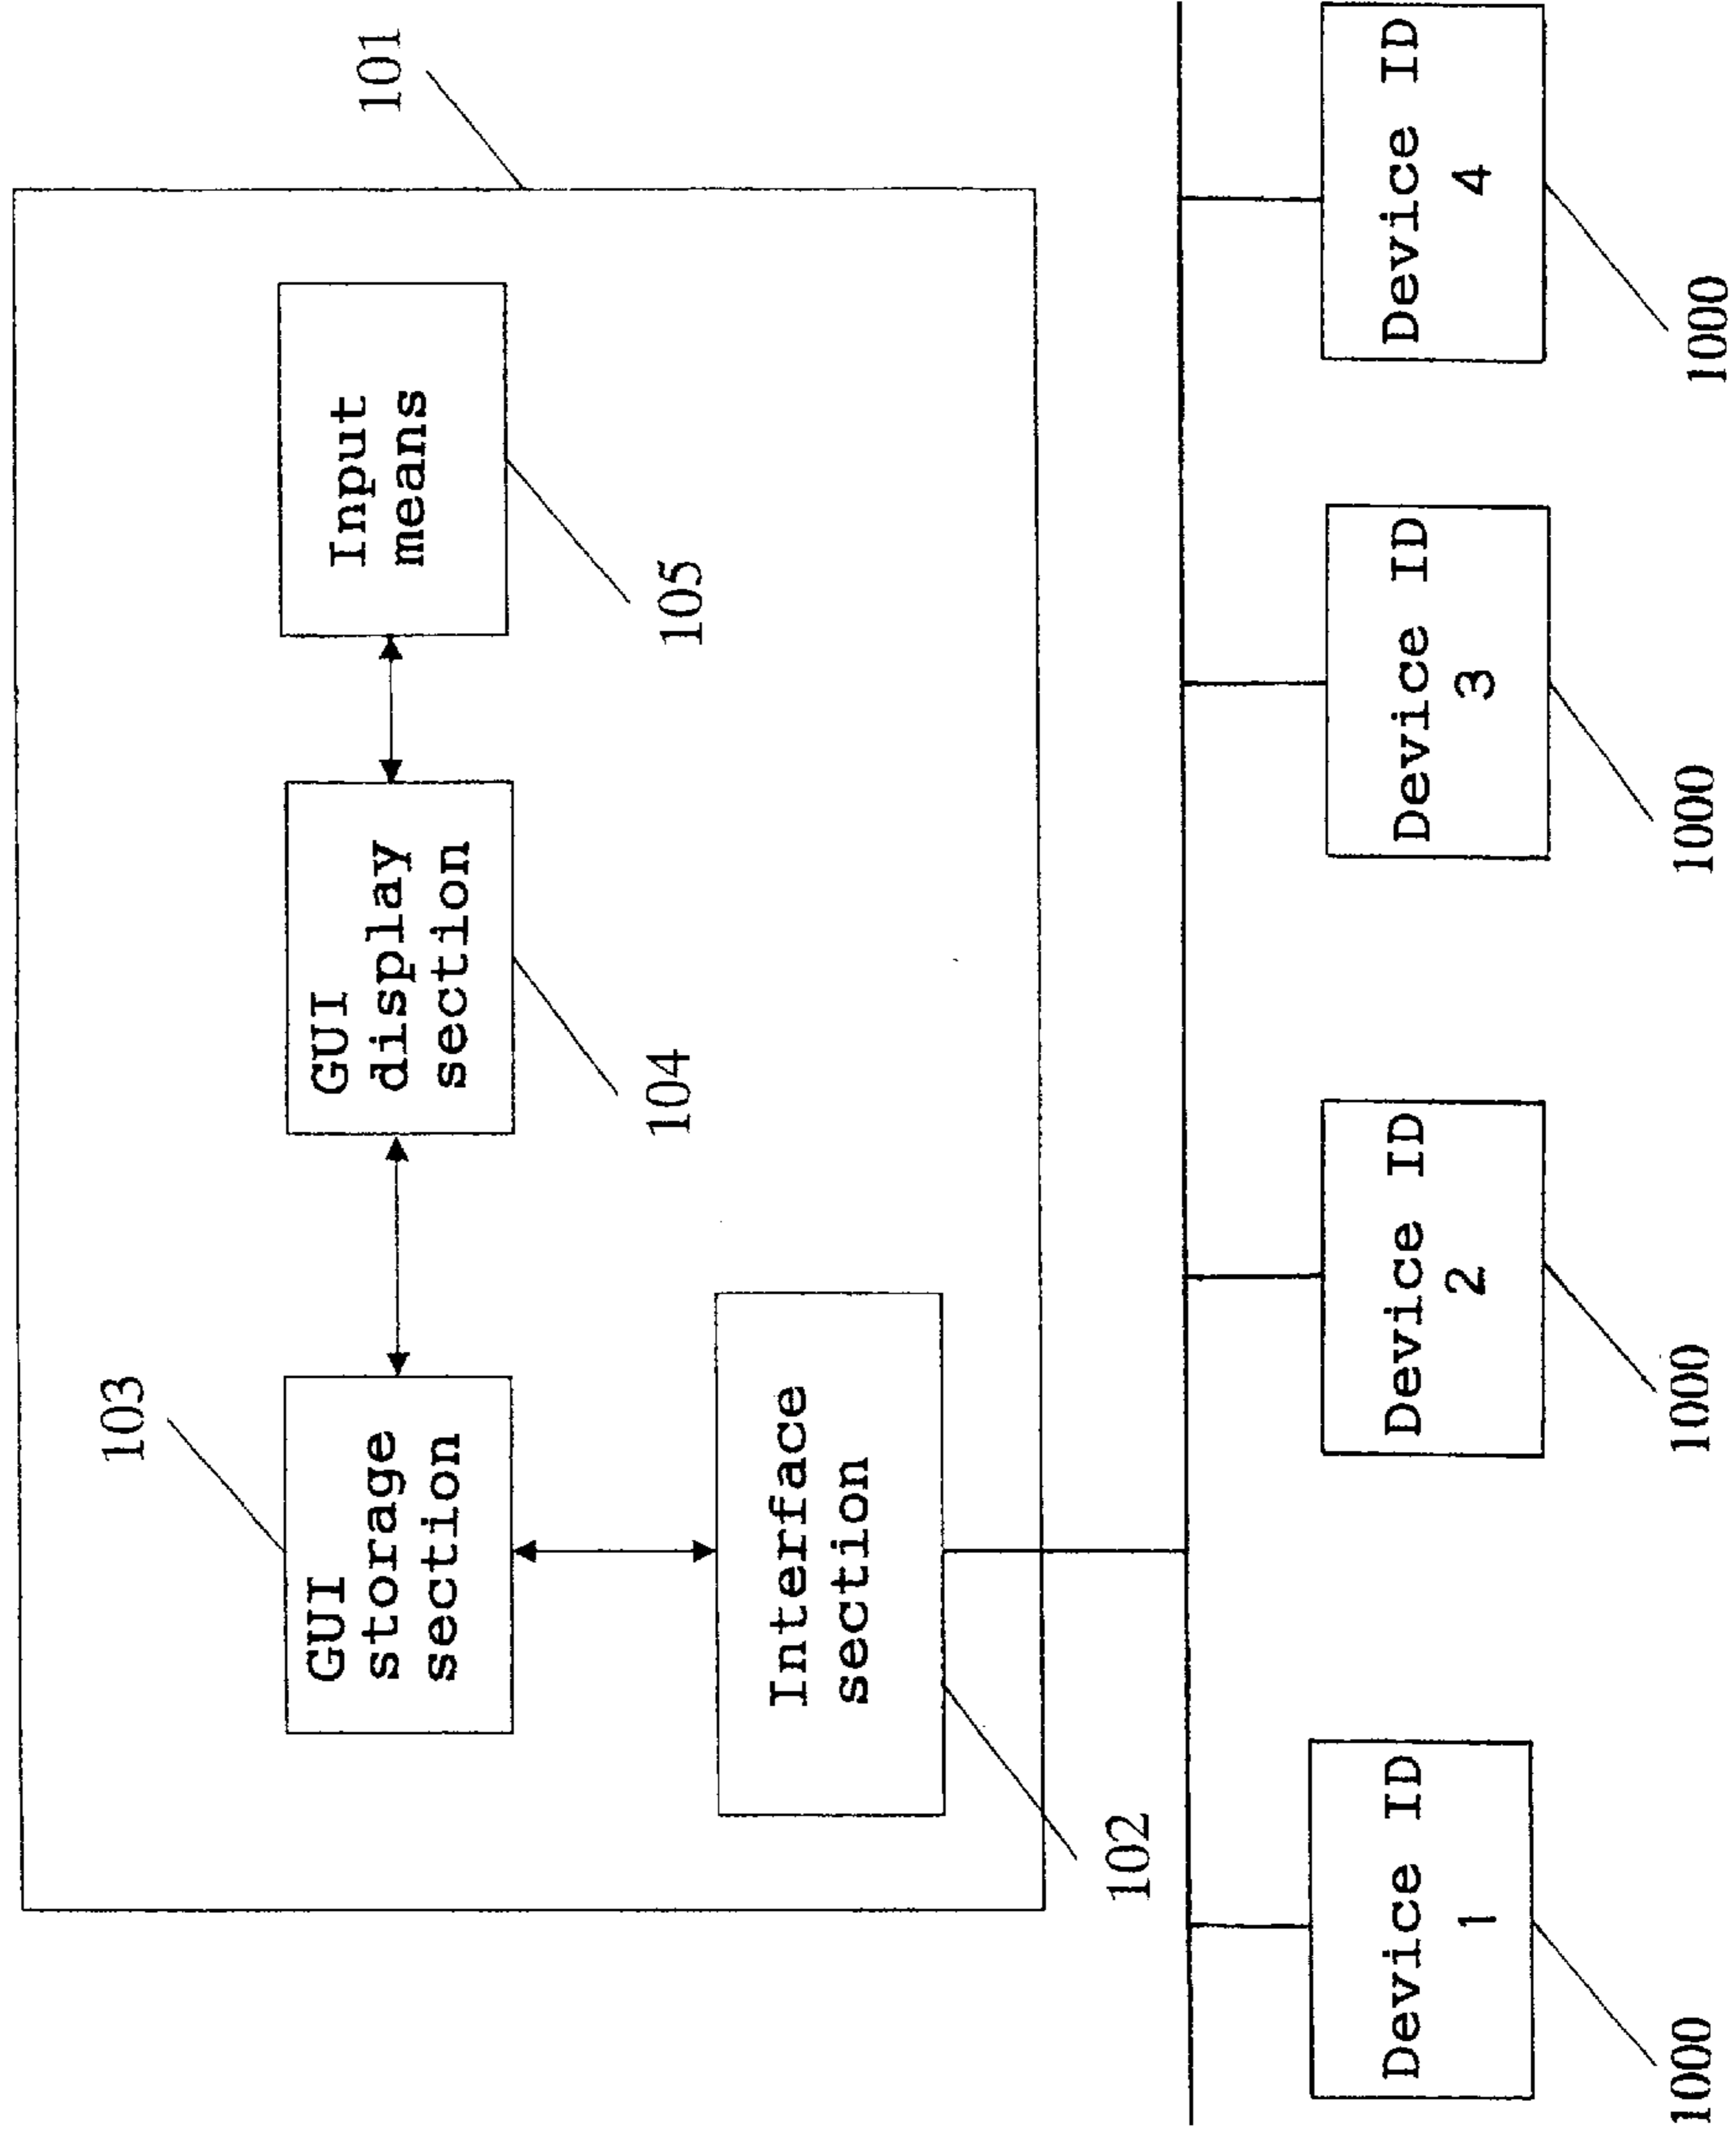 101
103
GUI
storage
section
GUI
display
section
104
Input
means
105
Interface
section
102
Device ID
1
1000
Device ID
2
1000
Device ID
3
1000
Device ID
4
1000